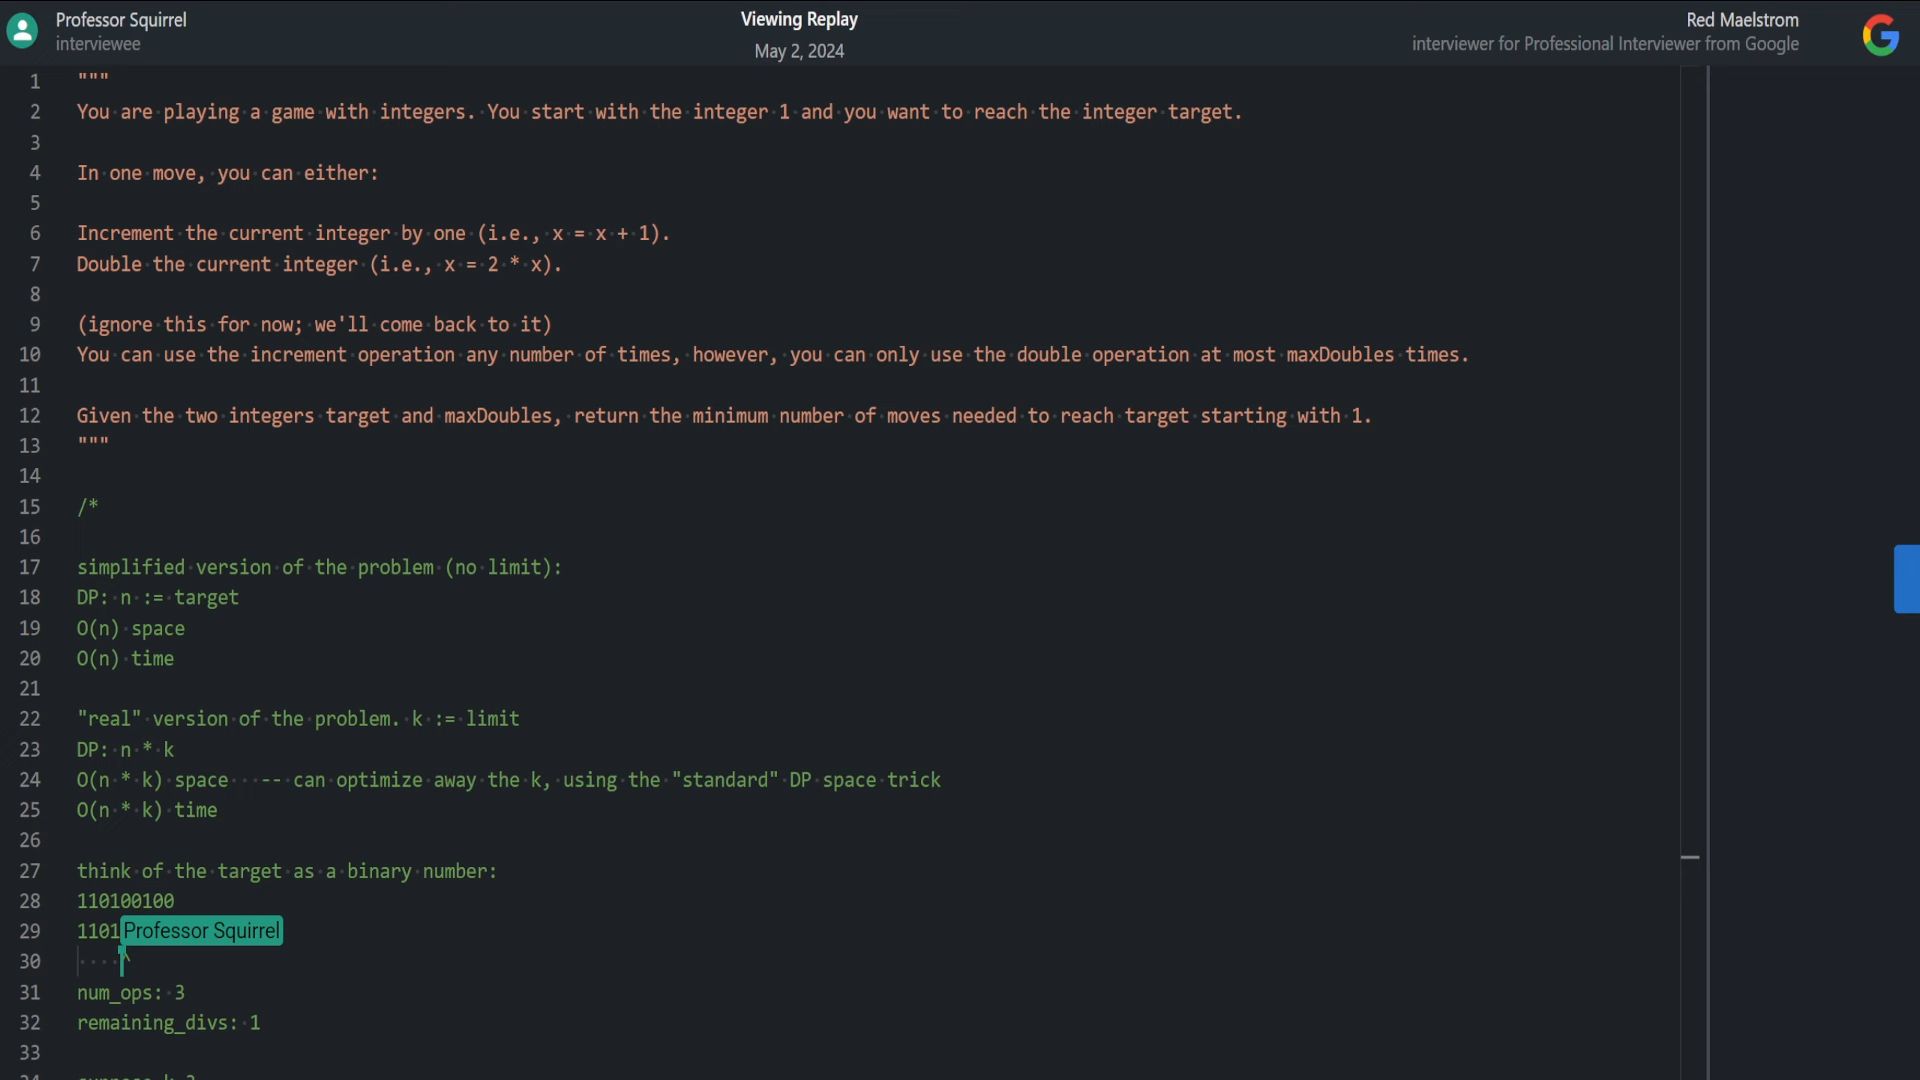 Professor Squirrel
interviewee
Viewing Replay
May 2, 2024
Red Maelstrom
interviewer for Professional Interviewer from Google
1 """
2 You are playing a game with integers. You start with the integer 1 and you want to reach the integer target.
3
4 In one move, you can either:
5
6 Increment the current integer by one (i.e., x = x + 1).
7 Double the current integer (i.e., x = 2 * x).
8
9 (ignore this for now; we'll come back to it)
10 You can use the increment operation any number of times, however, you can only use the double operation at most maxDoubles times.
11
12 Given the two integers target and maxDoubles, return the minimum number of moves needed to reach target starting with 1.
13 """
14
15 /*
16
17 simplified version of the problem (no limit):
18 DP: n := target
19 O(n) space
20 O(n) time
21
22 "real" version of the problem. k := limit
23 DP: n * k
24 O(n * k) space -- can optimize away the k, using the "standard" DP space trick
25 O(n * k) time
26
27 think of the target as a binary number:
28 110100100
29 1101 Professor Squirrel
30 ^
31 num_ops: 3
32 remaining_divs: 1
33